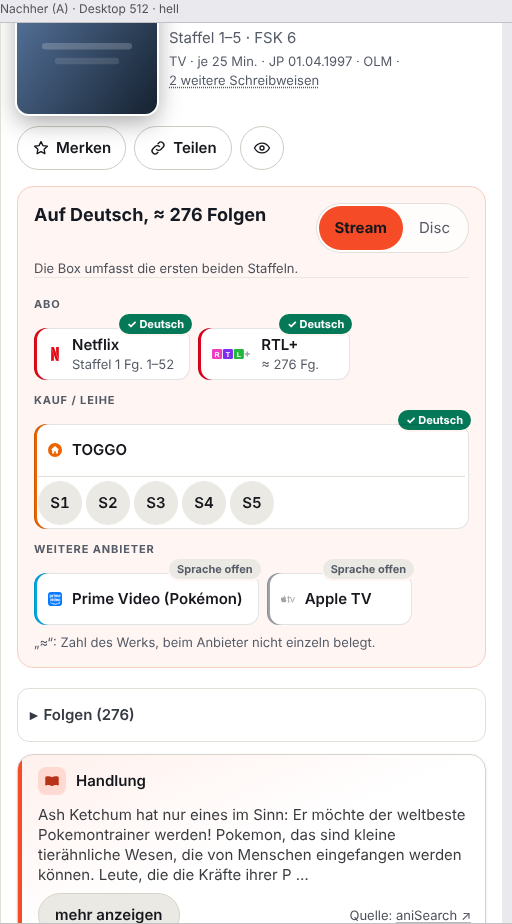 Nachher (A) · Desktop 512 · hell
Staffel 1–5 · FSK 6
TV · je 25 Min. · JP 01.04.1997 · OLM ·
2 weitere Schreibweisen
Merken
Teilen
Auf Deutsch, ≈ 276 Folgen
Stream
Disc
Die Box umfasst die ersten beiden Staffeln.
ABO
✓ Deutsch
✓ Deutsch
N
Netflix
Staffel 1 Fg. 1–52
RTL+
RTL+
≈ 276 Fg.
KAUF / LEIHE
✓ Deutsch
TOGGO
S1
S2
S3
S4
S5
WEITERE ANBIETER
Sprache offen
Sprache offen
prime video
Prime Video (Pokémon)
tv
Apple TV
„≈“: Zahl des Werks, beim Anbieter nicht einzeln belegt.
▸ Folgen (276)
Handlung
Ash Ketchum hat nur eines im Sinn: Er möchte der weltbeste
Pokemontrainer werden! Pokemon, das sind kleine
tierähnliche Wesen, die von Menschen eingefangen werden
können. Leute, die die Kräfte ihrer P ...
mehr anzeigen
Quelle: aniSearch ↗